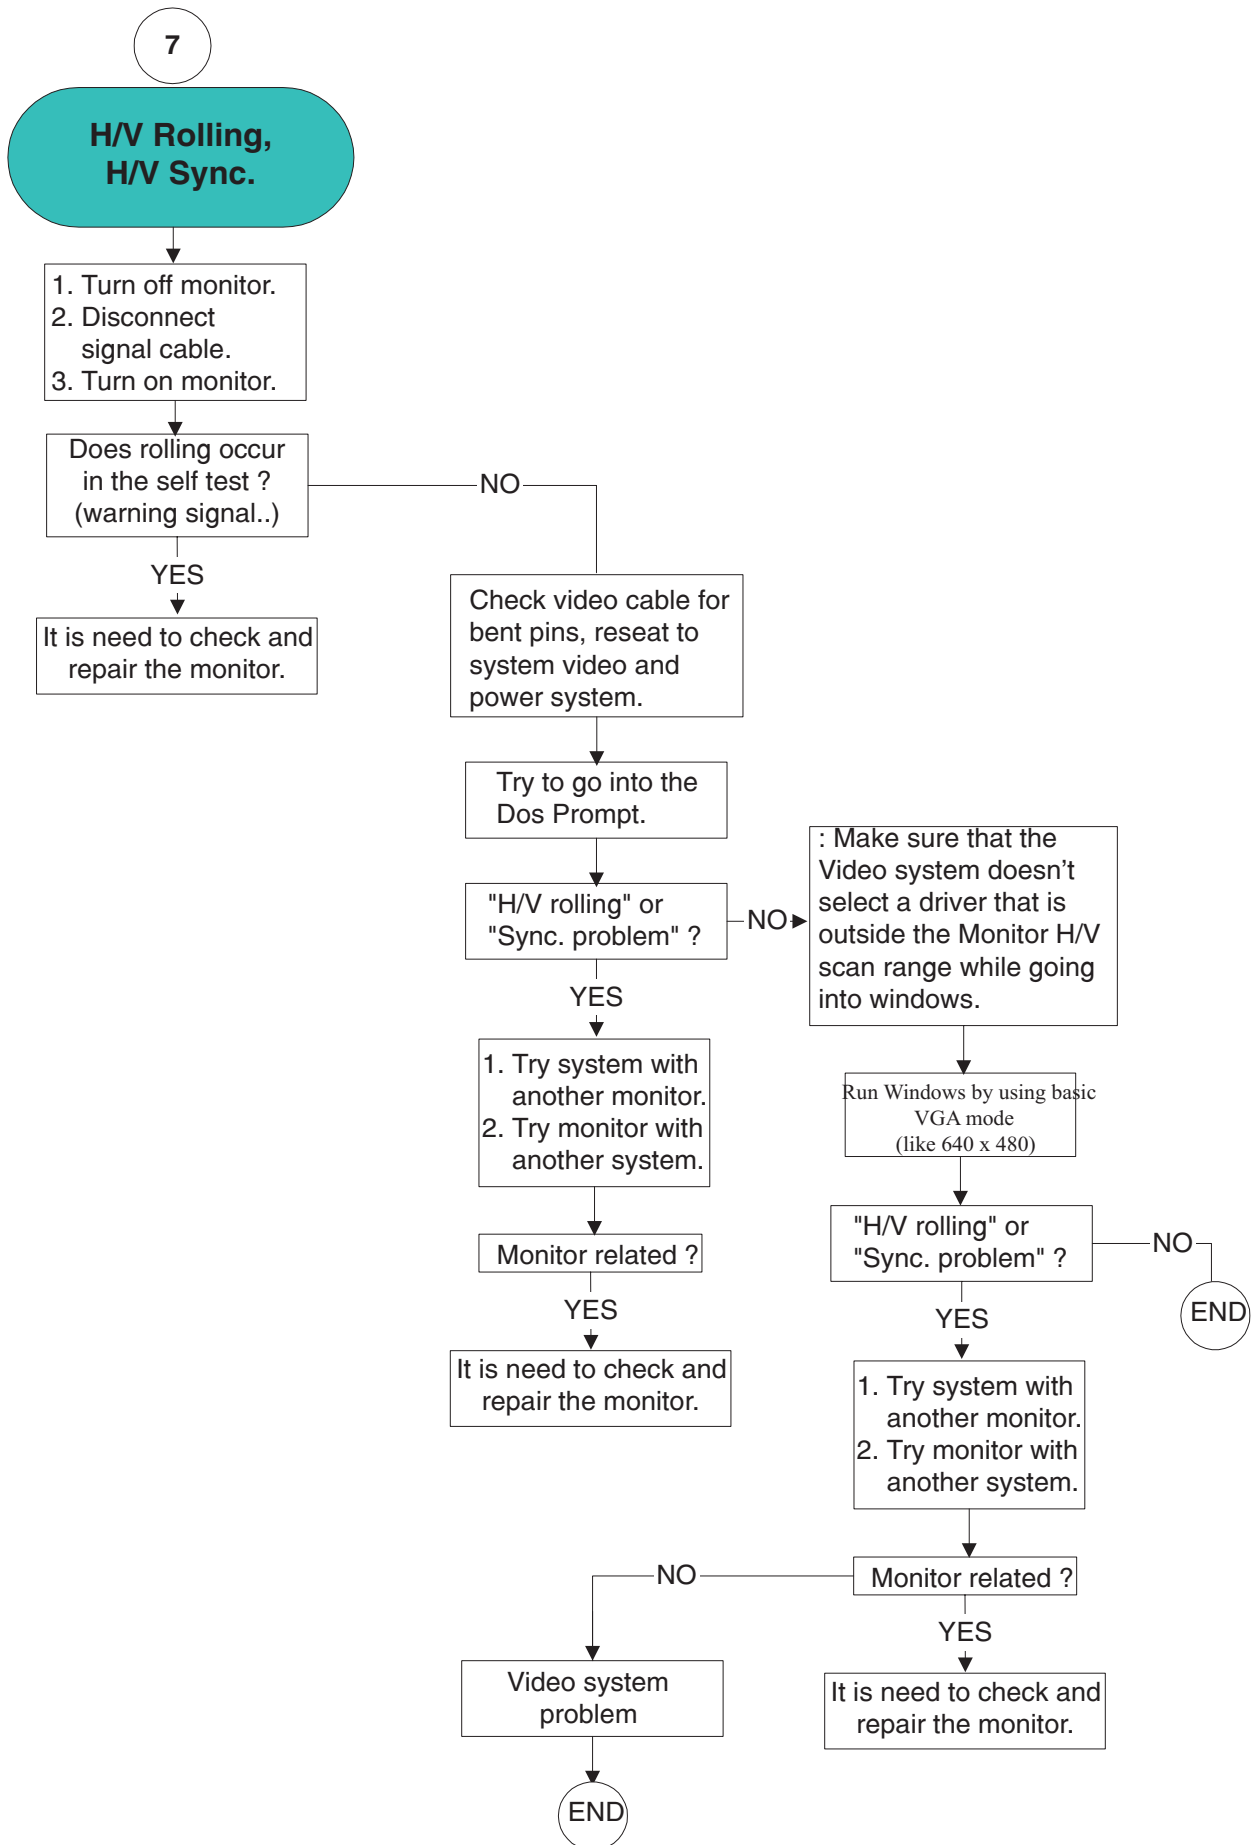 7
H/V Rolling,
H/V Sync.
1. Turn off monitor.
2. Disconnect
signal cable.
3. Turn on monitor.
Does rolling occur
in the self test ?
(warning signal..)
NO
YES
It is need to check and
repair the monitor.
Check video cable for
bent pins, reseat to
system video and
power system.
Try to go into the
Dos Prompt.
"H/V rolling" or
"Sync. problem" ?
NO
: Make sure that the
Video system doesn’t
select a driver that is
outside the Monitor H/V
scan range while going
into windows.
YES
1. Try system with
another monitor.
2. Try monitor with
another system.
Monitor related ?
YES
It is need to check and
repair the monitor.
Run Windows by using basic
VGA mode
(like 640 x 480)
"H/V rolling" or
"Sync. problem" ?
NO
END
YES
1. Try system with
another monitor.
2. Try monitor with
another system.
Monitor related ?
NO
YES
It is need to check and
repair the monitor.
Video system
problem
END